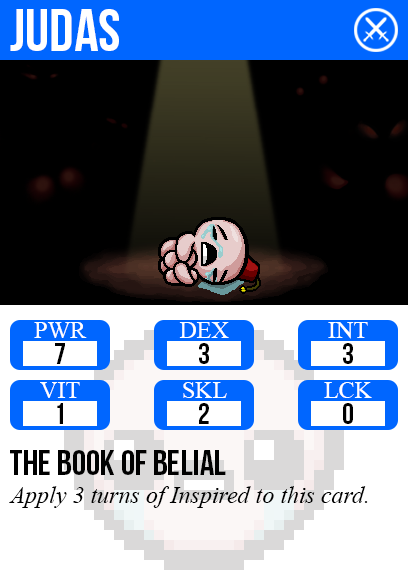 JUDAS
PWR DEX INT
7 3 3
VIT SKL LCK
1 2 0
THE BOOK OF BELIAL
Apply 3 turns of Inspired to this card.